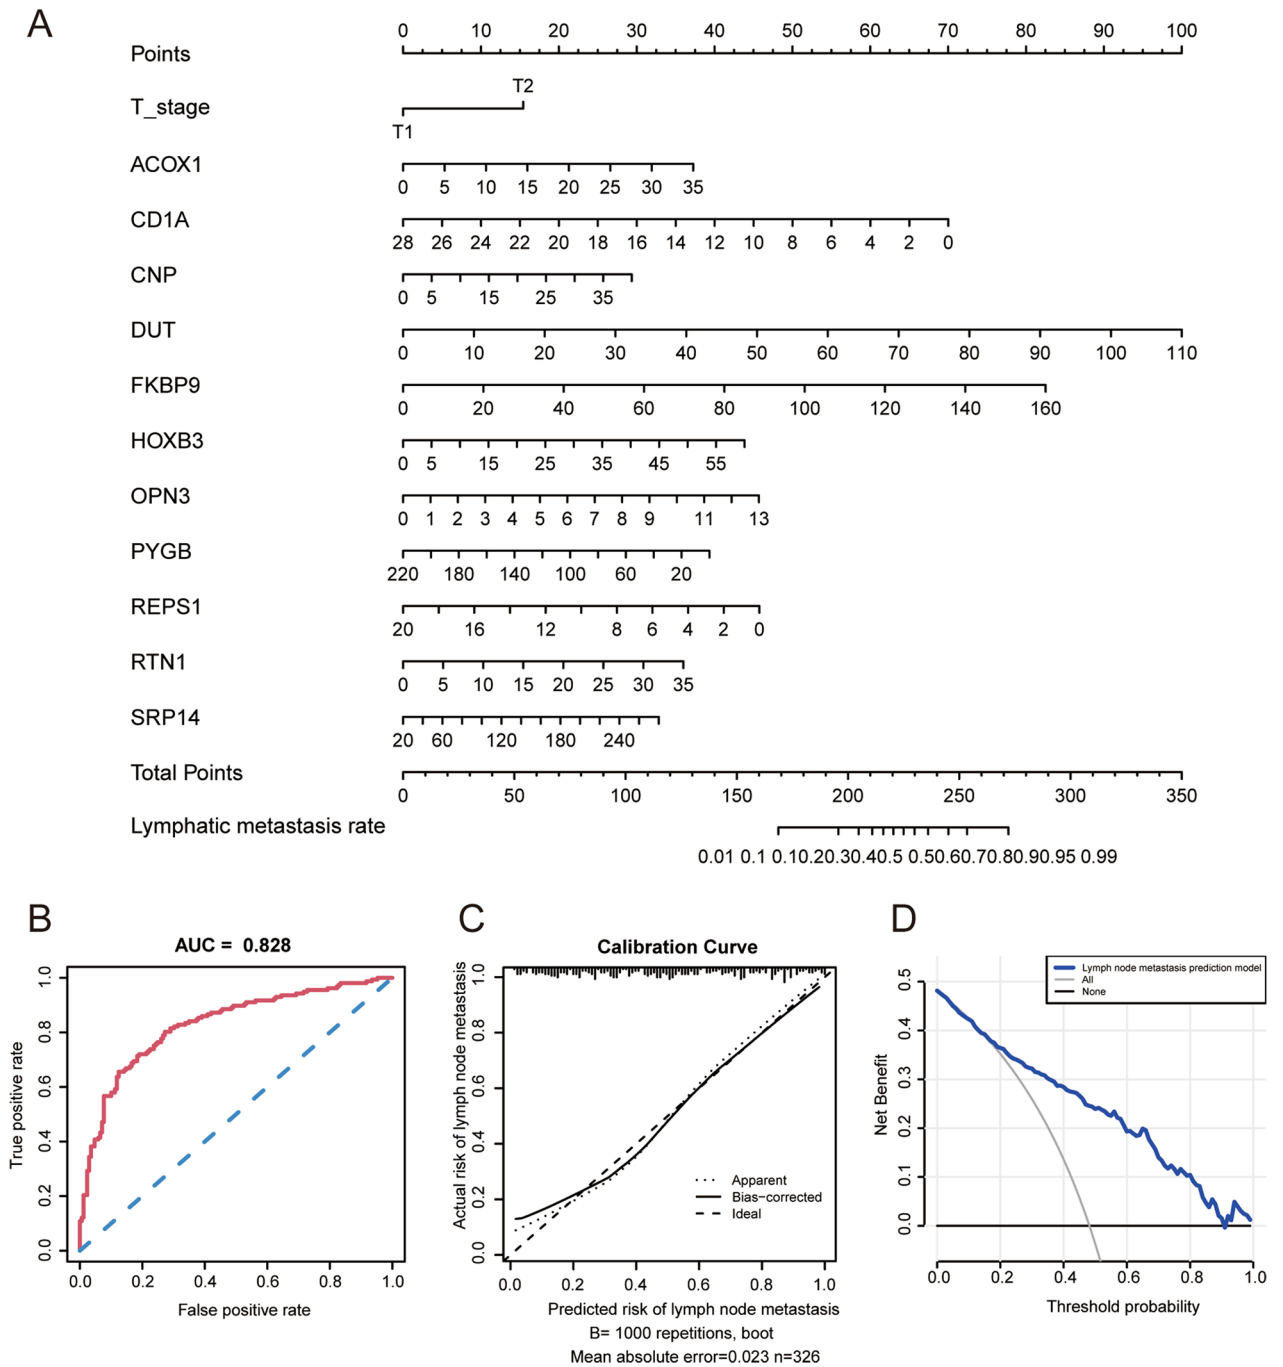 A
0 10 20 30 40 50 60 70 80 90 100
Points
T2
T_stage
T1
ACOX1
0 5 10 15 20 25 30 35
CD1A
28 26 24 22 20 18 16 14 12 10 8 6 4 2 0
CNP
0 5 15 25 35
DUT
0 10 20 30 40 50 60 70 80 90 100 110
FKBP9
0 20 40 60 80 100 120 140 160
HOXB3
0 5 15 25 35 45 55
OPN3
0 1 2 3 4 5 6 7 8 9 11 13
PYGB
220 180 140 100 60 20
REPS1
20 16 12 8 6 4 2 0
RTN1
0 5 10 15 20 25 30 35
SRP14
20 60 120 180 240
Total Points
0 50 100 150 200 250 300 350
Lymphatic metastasis rate
0.01 0.1 0.10.20.30.40.5 0.50.60.70.80.90.95 0.99
B
AUC = 0.828
True positive rate
1.0
0.8
0.6
0.4
0.2
0.0
0.0 0.2 0.4 0.6 0.8 1.0
False positive rate
C
Calibration Curve
Actual risk of lymph node metastasis
1.0
0.8
0.6
0.4
0.2
0.0
Apparent
Bias-corrected
Ideal
0.0 0.2 0.4 0.6 0.8 1.0
Predicted risk of lymph node metastasis
B= 1000 repetitions, boot
Mean absolute error=0.023 n=326
D
Lymph node metastasis prediction model
All
None
Net Benefit
0.5
0.4
0.3
0.2
0.1
0.0
0.0 0.2 0.4 0.6 0.8 1.0
Threshold probability